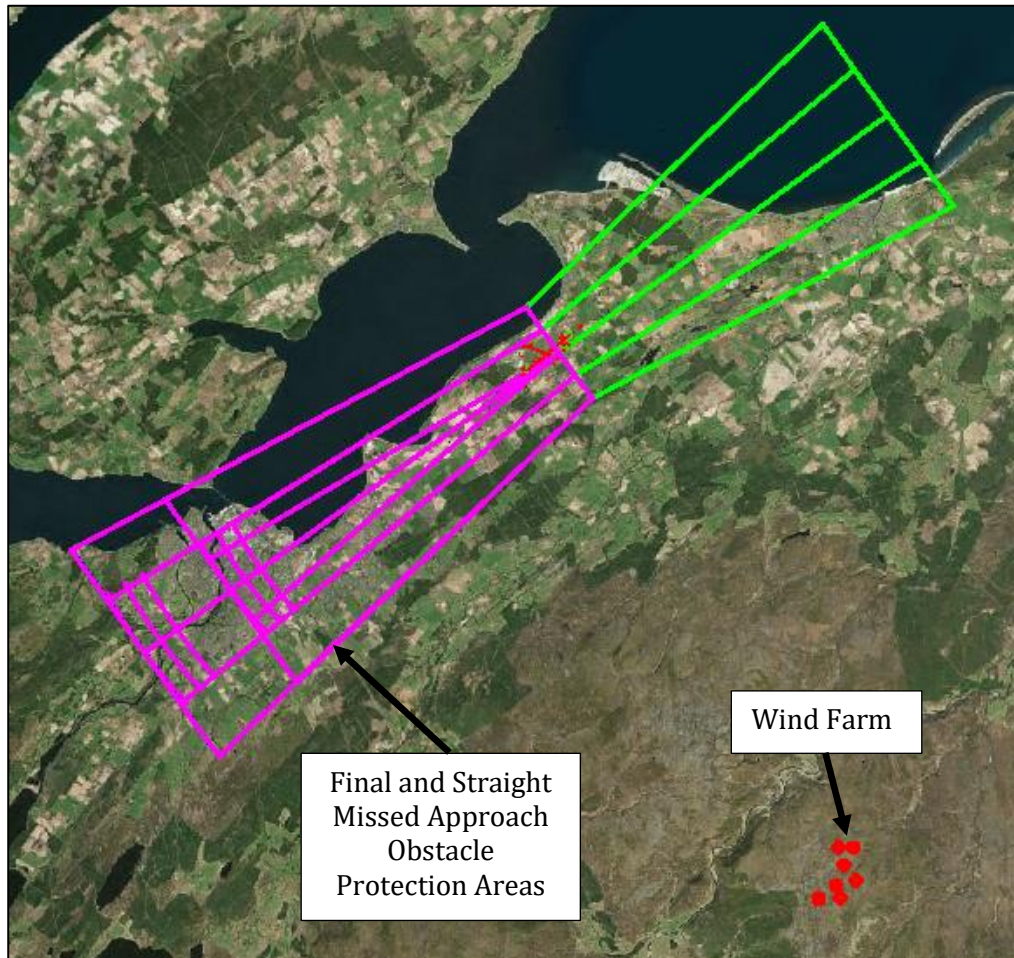 Wind Farm
Final and Straight
Missed Approach
Obstacle
Protection Areas